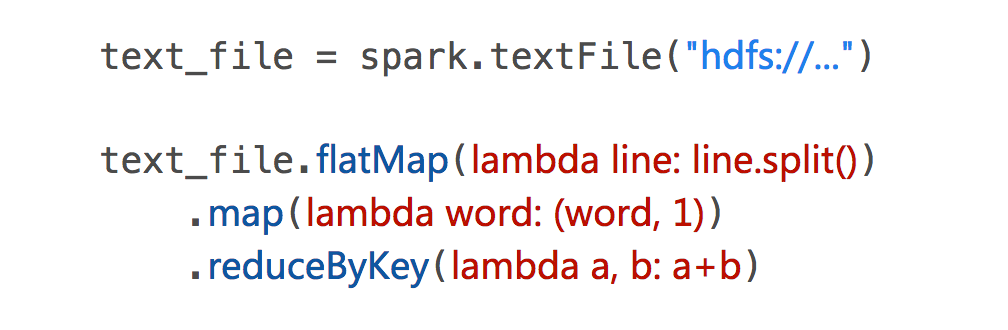 text_file = spark.textFile("hdfs://...")
text_file.flatMap(lambda line: line.split())
.map(lambda word: (word, 1))
.reduceByKey(lambda a, b: a+b)